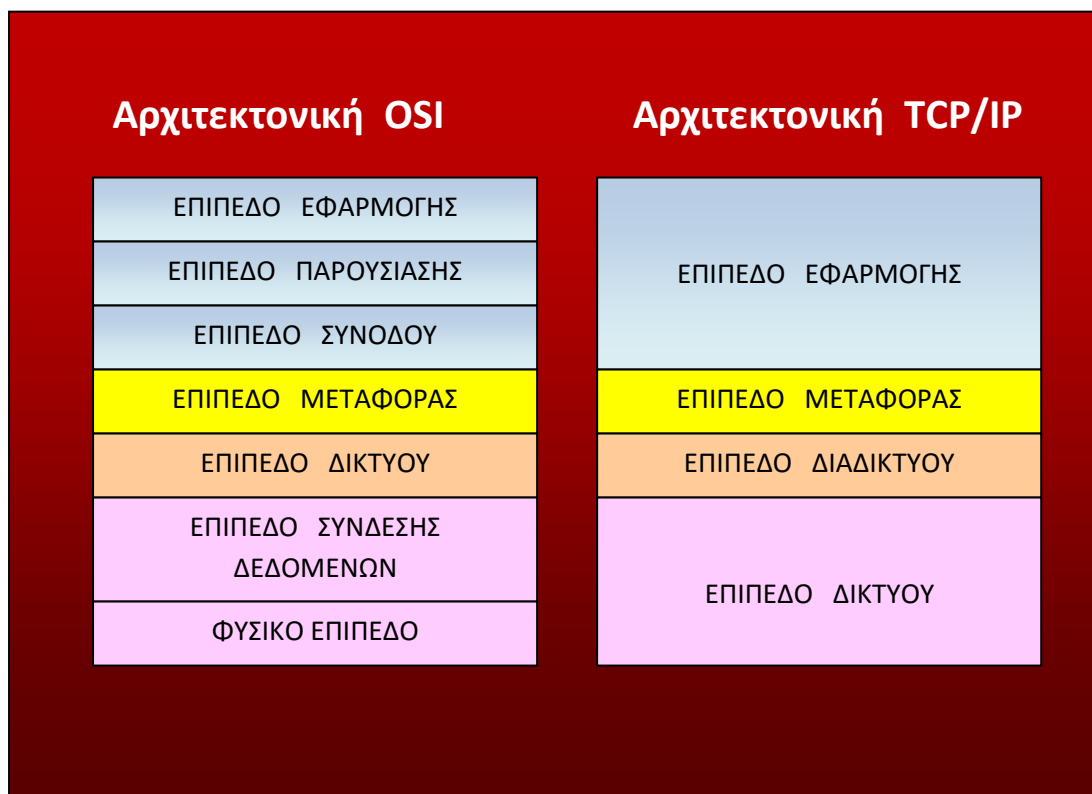 Αρχιτεκτονική OSI
ΕΠΙΠΕΔΟ ΕΦΑΡΜΟΓΗΣ
ΕΠΙΠΕΔΟ ΠΑΡΟΥΣΙΑΣΗΣ
ΕΠΙΠΕΔΟ ΣΥΝΟΔΟΥ
ΕΠΙΠΕΔΟ ΜΕΤΑΦΟΡΑΣ
ΕΠΙΠΕΔΟ ΔΙΚΤΥΟΥ
ΕΠΙΠΕΔΟ ΣΥΝΔΕΣΗΣ
ΔΕΔΟΜΕΝΩΝ
ΦΥΣΙΚΟ ΕΠΙΠΕΔΟ
Αρχιτεκτονική TCP/IP
ΕΠΙΠΕΔΟ ΕΦΑΡΜΟΓΗΣ
ΕΠΙΠΕΔΟ ΜΕΤΑΦΟΡΑΣ
ΕΠΙΠΕΔΟ ΔΙΑΔΙΚΤΥΟΥ
ΕΠΙΠΕΔΟ ΔΙΚΤΥΟΥ